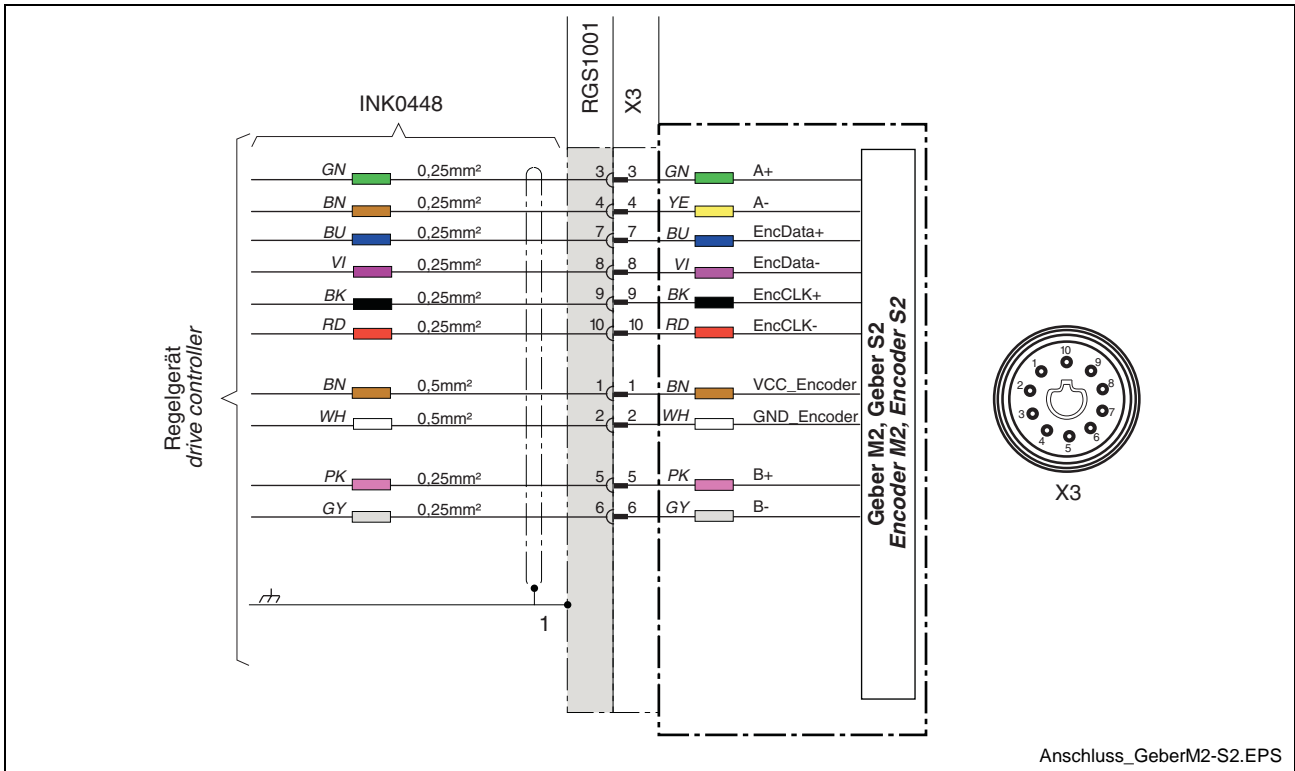 RGS1001
X3
INK0448
GN 0,25mm² 3 3 GN A+
BN 0,25mm² 4 4 YE A-
BU 0,25mm² 7 7 BU EncData+
VI 0,25mm² 8 8 VI EncData-
BK 0,25mm² 9 9 BK EncCLK+
RD 0,25mm² 10 10 RD EncCLK-
BN 0,5mm² 1 1 BN VCC_Encoder
WH 0,5mm² 2 2 WH GND_Encoder
PK 0,25mm² 5 5 PK B+
GY 0,25mm² 6 6 GY B-
1
Regelgerät
drive controller
Geber M2, Geber S2
Encoder M2, Encoder S2
10
1 9
2 8
3 7
4 6
5
X3
Anschluss_GeberM2-S2.EPS